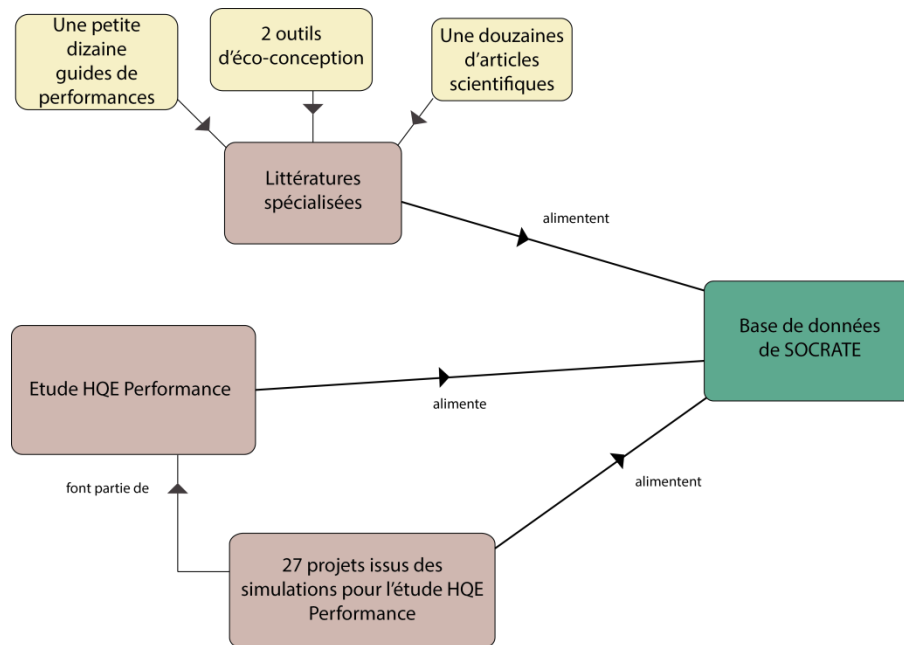 Une petite
dizaine
guides de
performances
2 outils
d’éco-conception
Une douzaines
d’articles
scientifiques
Littératures
spécialisées
alimentent
Base de données
de SOCRATE
Etude HQE Performance
alimente
font partie de
alimentent
27 projets issus des
simulations pour l’étude HQE
Performance